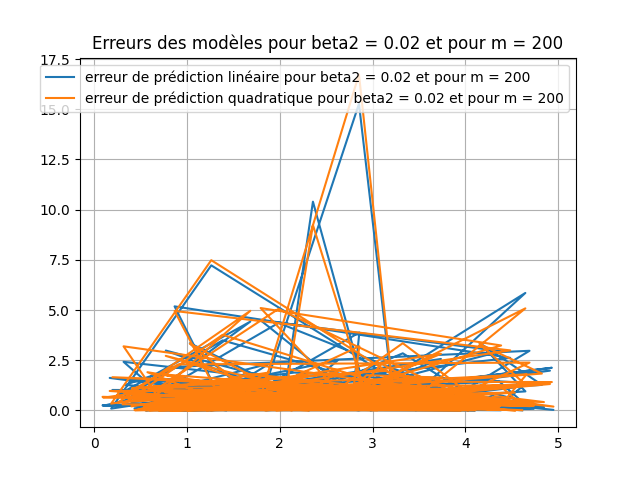 Erreurs des modèles pour beta2 = 0.02 et pour m = 200
erreur de prédiction linéaire pour beta2 = 0.02 et pour m = 200
erreur de prédiction quadratique pour beta2 = 0.02 et pour m = 200
17.5
15.0
12.5
10.0
7.5
5.0
2.5
0.0
0 1 2 3 4 5